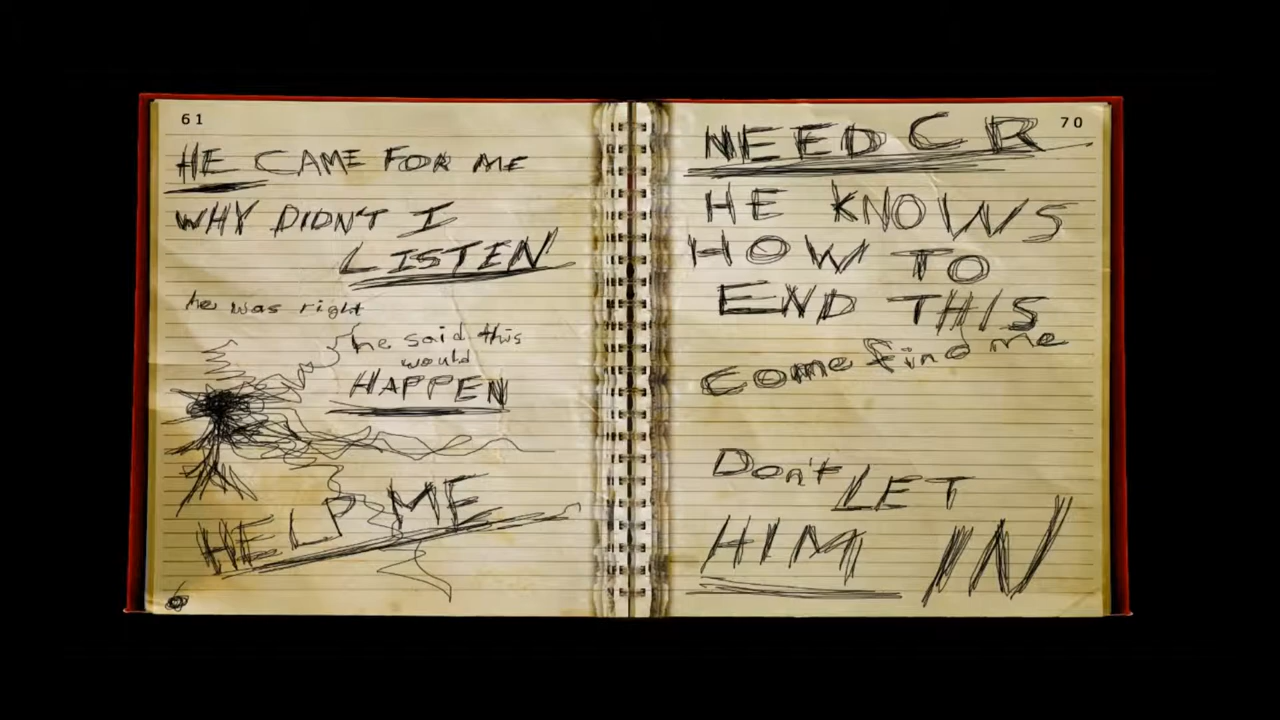 61
HE CAME FOR ME
WHY DIDN'T I
LISTEN
he was right
he said this
would
HAPPEN
HELP ME
70
NEED CR
HE KNOWS
HOW TO
END THIS
come find me
Don't LET
HIM IN